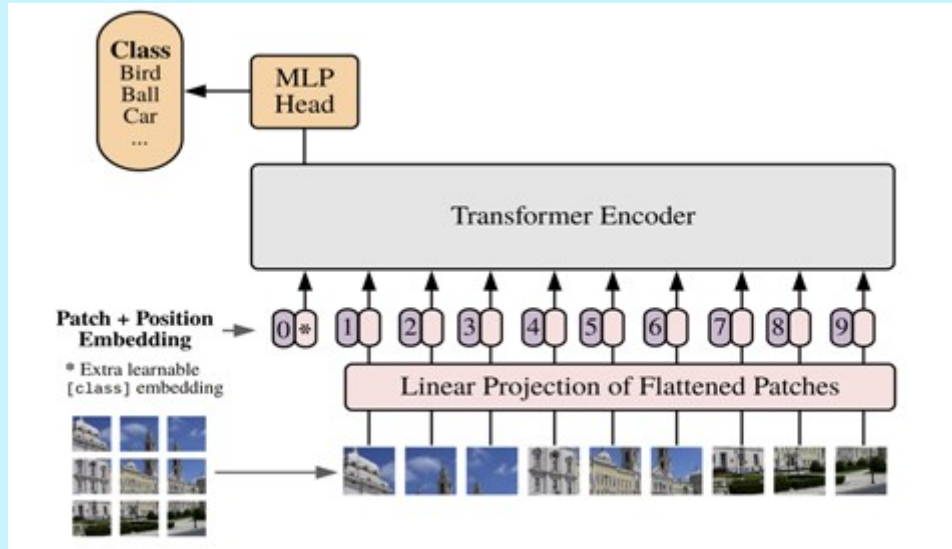 Class
Bird
Ball
Car
...
MLP
Head
Transformer Encoder
Patch + Position
Embedding
0 * 1 2 3 4 5 6 7 8 9
* Extra learnable
[class] embedding
Linear Projection of Flattened Patches